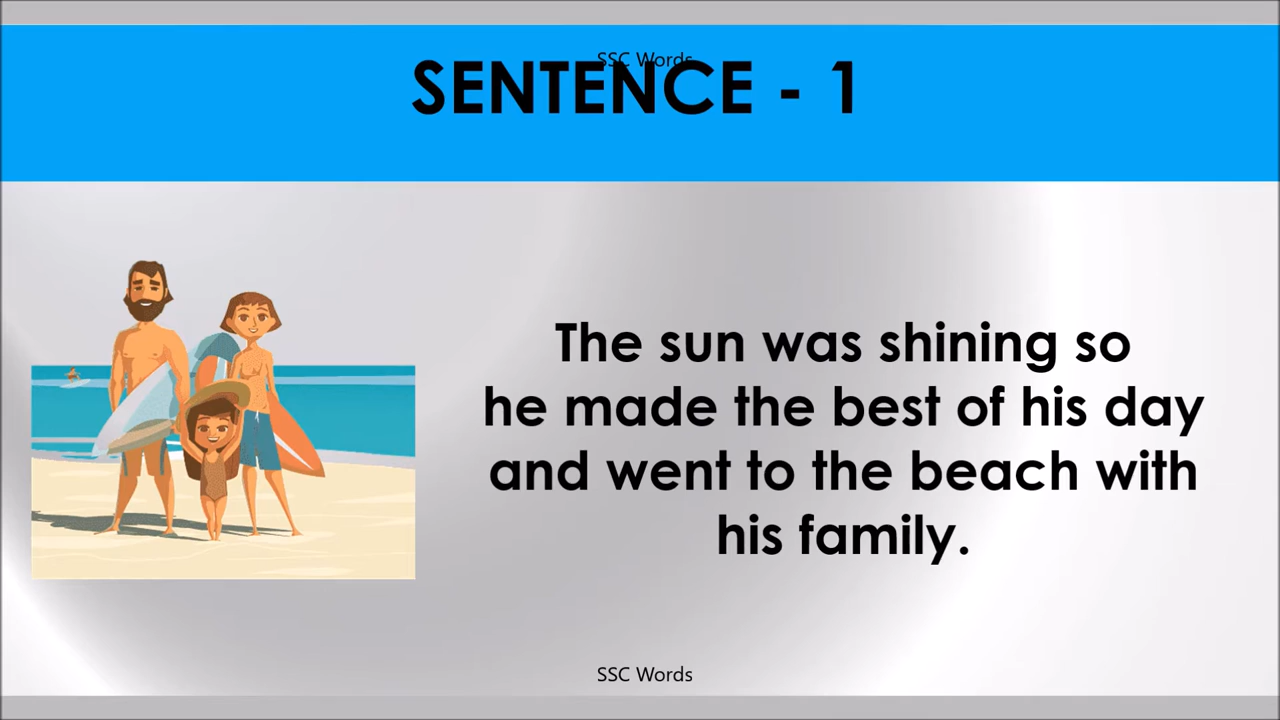 SSC Words
SENTENCE - 1
The sun was shining so
he made the best of his day
and went to the beach with
his family.
SSC Words